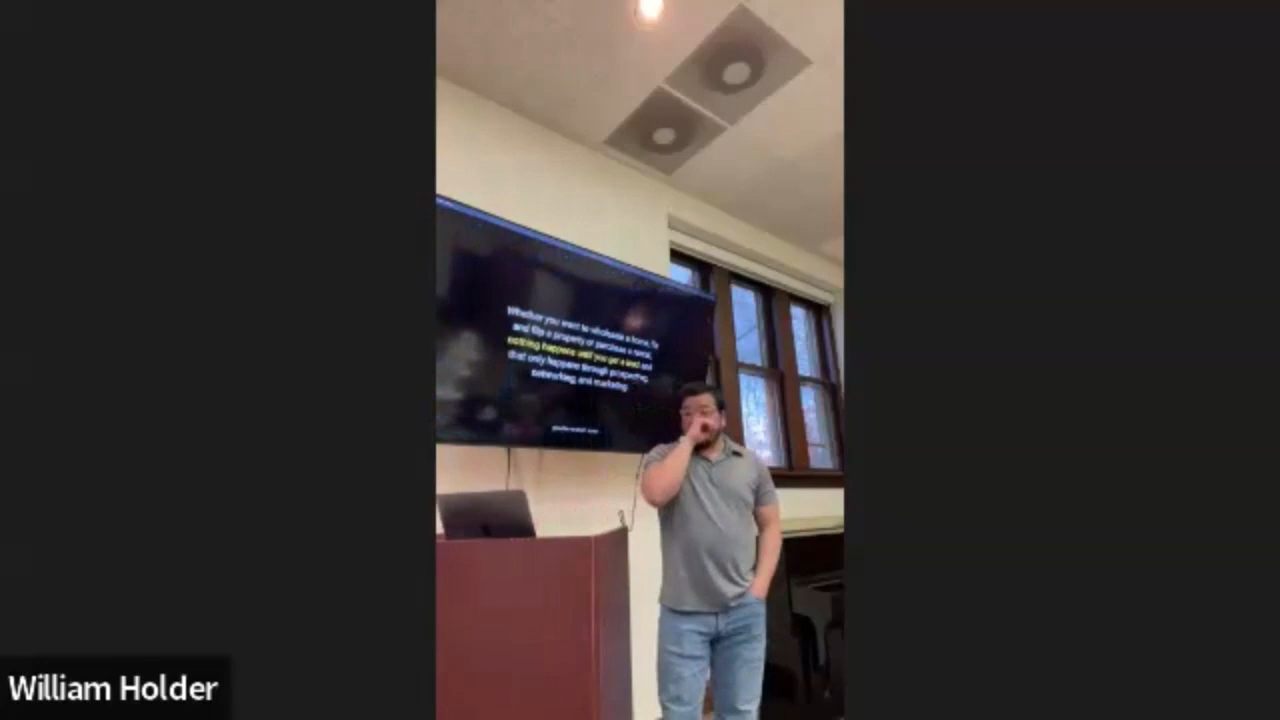 Whether you want to wholesale a home, fix
and flip a property or purchase a rental,
nothing happens until you get a lead and
that only happens through prospecting,
networking, and marketing
William Holder